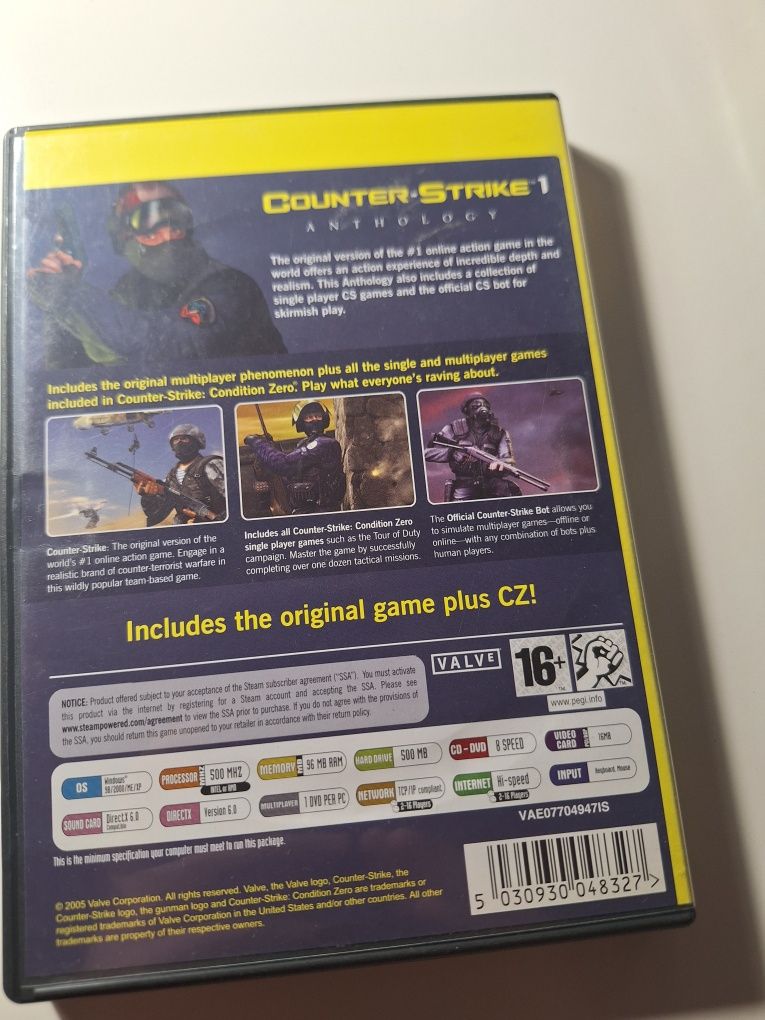 COUNTER-STRIKE™ 1
ANTHOLOGY
The original version of the #1 online action game in the
world offers an action experience of incredible depth and
realism. This Anthology also includes a collection of
single player CS games and the official CS bot for
skirmish play.
Includes the original multiplayer phenomenon plus all the single and multiplayer games
included in Counter-Strike: Condition Zero. Play what everyone's raving about.
Counter-Strike: The original version of the
world's #1 online action game. Engage in a
realistic brand of counter-terrorist warfare in
this wildly popular team-based game.
Includes all Counter-Strike: Condition Zero
single player games such as the Tour of Duty
campaign. Master the game by successfully
completing over one dozen tactical missions.
The Official Counter-Strike Bot allows you
to simulate multiplayer games—offline or
online—with any combination of bots plus
human players.
Includes the original game plus CZ!
VALVE
16+
www.pegi.info
NOTICE: Product offered subject to your acceptance of the Steam subscriber agreement ("SSA"). You must activate
this product via the internet by registering for a Steam account and accepting the SSA. Please see
www.steampowered.com/agreement to view the SSA prior to purchase. If you do not agree with the provisions of
the SSA, you should return this game unopened to your retailer in accordance with their return policy.
OS Windows® 98/2000/ME/XP
PROCESSOR MHZ 500 MHZ INTEL or AMD
MEMORY MB 96 MB RAM
HARD DRIVE 500 MB
CD-DVD 8 SPEED
VIDEO CARD 16MB
SOUND CARD DirectX 6.0 Compatible
DIRECTX Version 6.0
MULTIPLAYER 1 DVD PER PC
NETWORK TCP/IP compliant 2-16 Players
INTERNET Hi-speed 2-16 Players
INPUT Keyboard, Mouse
This is the minimum specification your computer must meet to run this package.
VAE07704947IS
5 030930 048327 >
© 2005 Valve Corporation. All rights reserved. Valve, the Valve logo, Counter-Strike, the
Counter-Strike logo, the gunman logo and Counter-Strike: Condition Zero are trademarks or
registered trademarks of Valve Corporation in the United States and/or other countries. All other
trademarks are property of their respective owners.